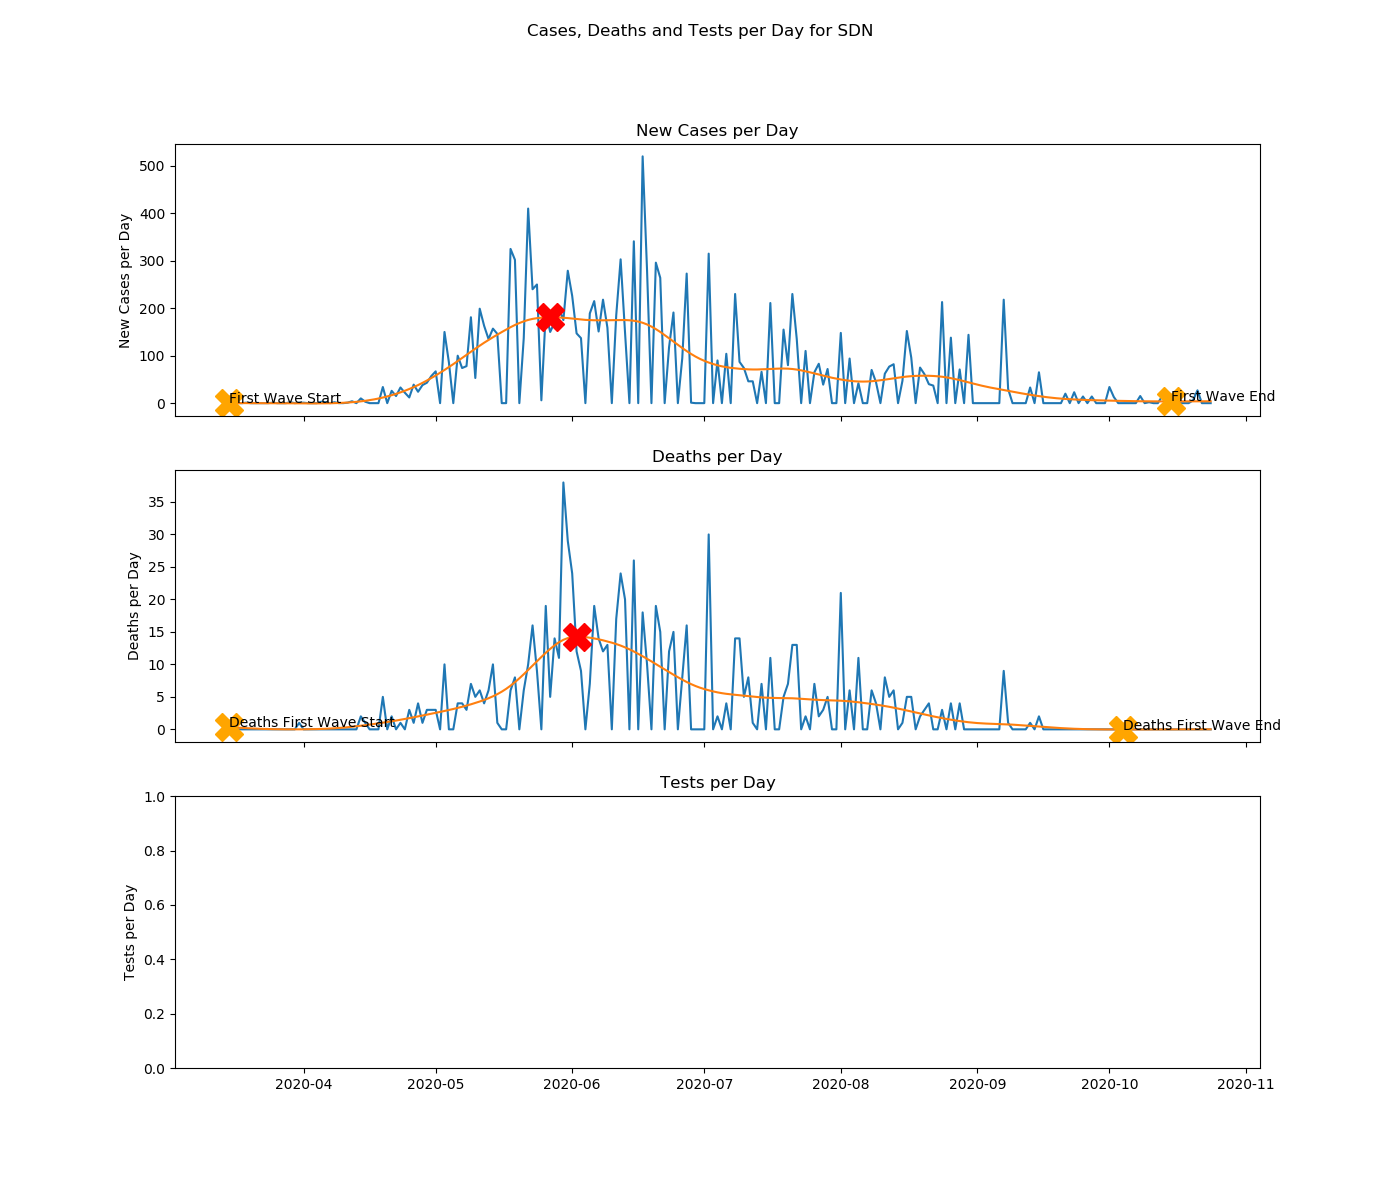 Cases, Deaths and Tests per Day for SDN
New Cases per Day
New Cases per Day
500
400
300
200
100
0
First Wave Start
First Wave End
Deaths per Day
Deaths per Day
35
30
25
20
15
10
5
0
Deaths First Wave Start
Deaths First Wave End
Tests per Day
Tests per Day
1.0
0.8
0.6
0.4
0.2
0.0
2020-04 2020-05 2020-06 2020-07 2020-08 2020-09 2020-10 2020-11